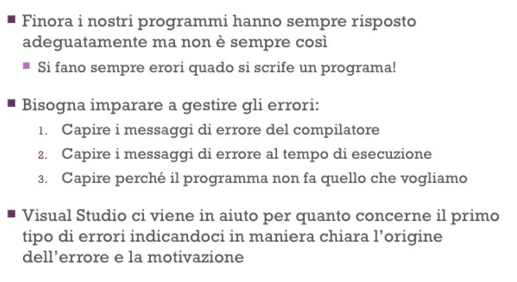 Finora i nostri programmi hanno sempre risposto
adeguatamente ma non è sempre così
Si fano sempre erori quado si scrife un programa!
Bisogna imparare a gestire gli errori:
1. Capire i messaggi di errore del compilatore
2. Capire i messaggi di errore al tempo di esecuzione
3. Capire perché il programma non fa quello che vogliamo
Visual Studio ci viene in aiuto per quanto concerne il primo
tipo di errori indicandoci in maniera chiara l'origine
dell'errore e la motivazione